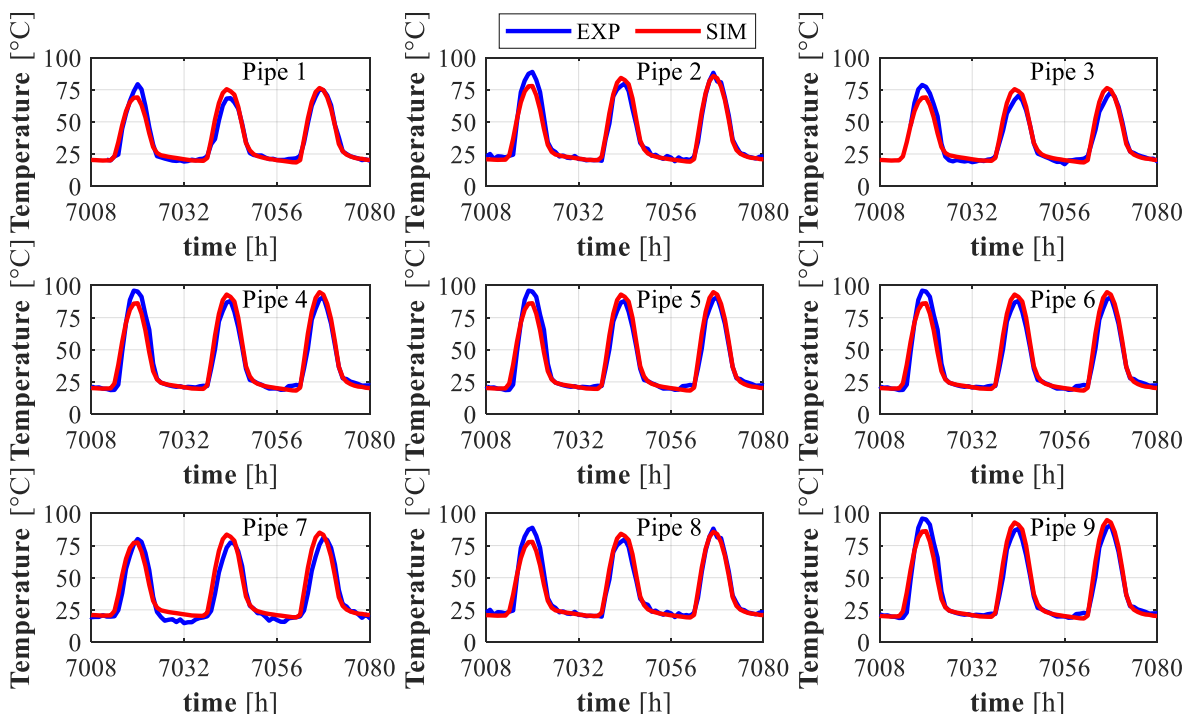 EXP SIM
Temperature [°C]
100
75
50
25
0
Pipe 1
7008 7032 7056 7080
time [h]
Temperature [°C]
100
75
50
25
0
Pipe 2
7008 7032 7056 7080
time [h]
Temperature [°C]
100
75
50
25
0
Pipe 3
7008 7032 7056 7080
time [h]
Temperature [°C]
100
75
50
25
0
Pipe 4
7008 7032 7056 7080
time [h]
Temperature [°C]
100
75
50
25
0
Pipe 5
7008 7032 7056 7080
time [h]
Temperature [°C]
100
75
50
25
0
Pipe 6
7008 7032 7056 7080
time [h]
Temperature [°C]
100
75
50
25
0
Pipe 7
7008 7032 7056 7080
time [h]
Temperature [°C]
100
75
50
25
0
Pipe 8
7008 7032 7056 7080
time [h]
Temperature [°C]
100
75
50
25
0
Pipe 9
7008 7032 7056 7080
time [h]